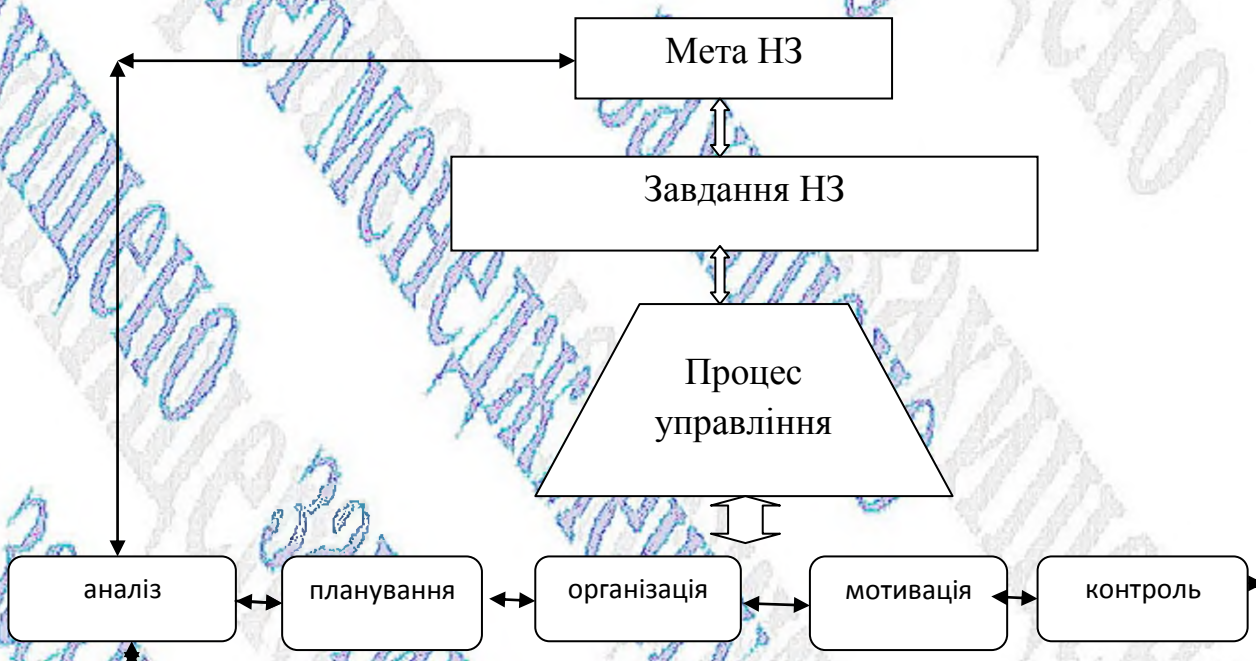 Мета НЗ
Завдання НЗ
Процес
управління
аналіз
планування
організація
мотивація
контроль